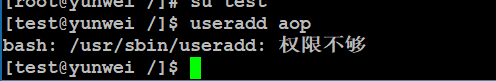 [root@yunwei /]# su test
[test@yunwei /]$ useradd aop
bash: /usr/sbin/useradd: 权限不够
[test@yunwei /]$